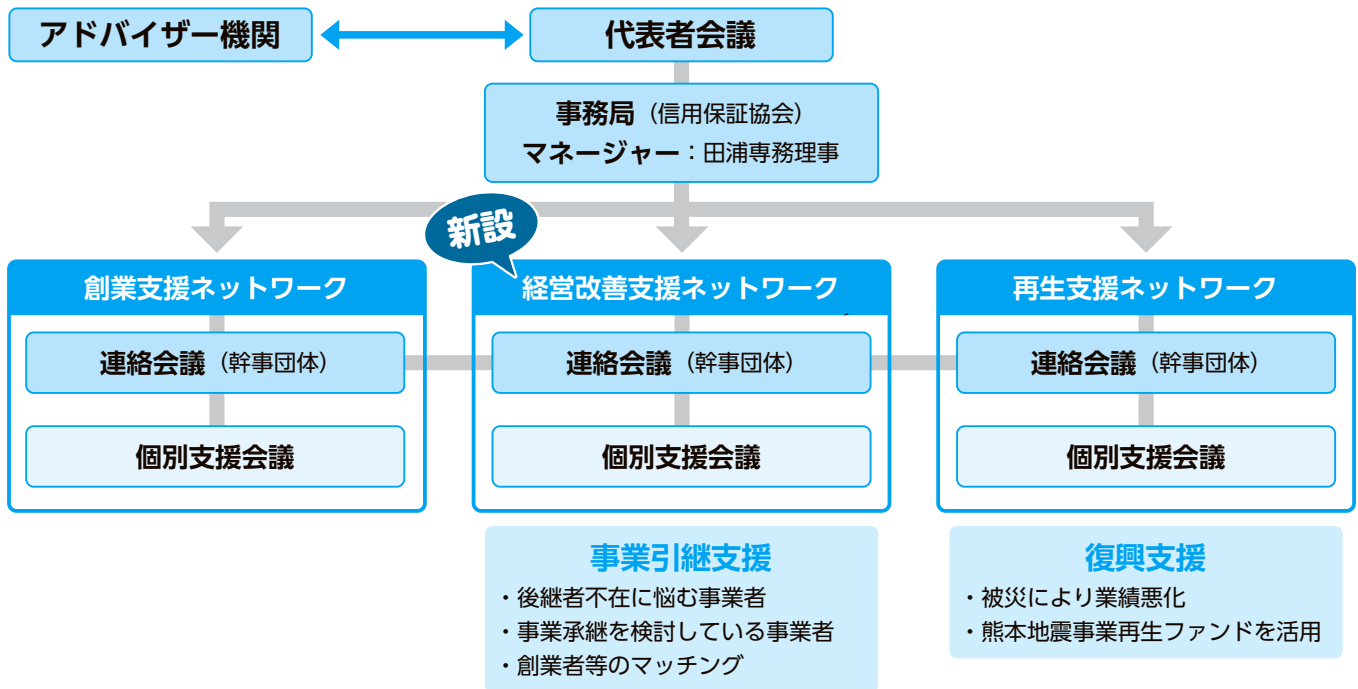 アドバイザー機関
代表者会議
事務局（信用保証協会）
マネージャー：田浦専務理事
新設
創業支援ネットワーク
連絡会議（幹事団体）
個別支援会議
経営改善支援ネットワーク
連絡会議（幹事団体）
個別支援会議
再生支援ネットワーク
連絡会議（幹事団体）
個別支援会議
事業引継支援
・後継者不在に悩む事業者
・事業承継を検討している事業者
・創業者等のマッチング
復興支援
・被災により業績悪化
・熊本地震事業再生ファンドを活用